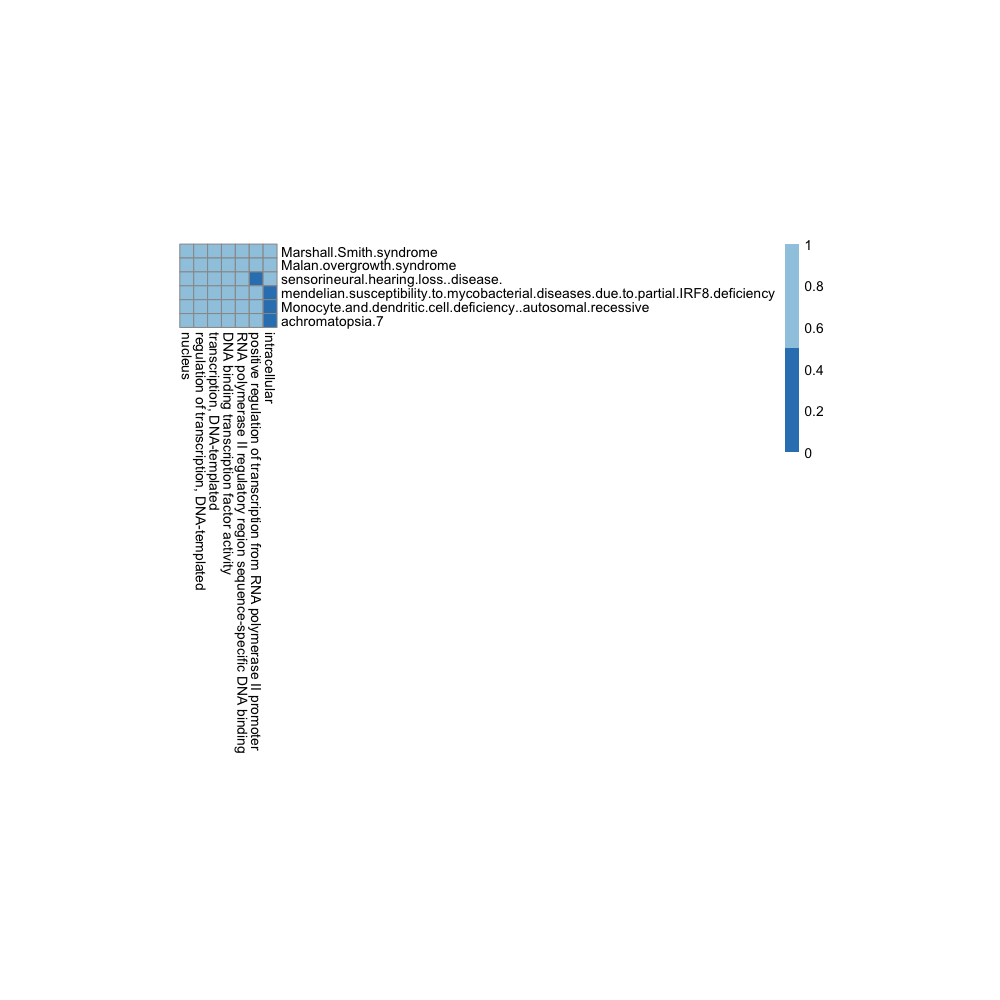 Marshall.Smith.syndrome
Malan.overgrowth.syndrome
sensorineural.hearing.loss..disease.
mendelian.susceptibility.to.mycobacterial.diseases.due.to.partial.IRF8.deficiency
Monocyte.and.dendritic.cell.deficiency..autosomal.recessive
achromatopsia.7
nucleus
regulation of transcription, DNA-templated
transcription, DNA-templated
DNA binding transcription factor activity
RNA polymerase II regulatory region sequence-specific DNA binding
positive regulation of transcription from RNA polymerase II promoter
intracellular
1
0.8
0.6
0.4
0.2
0